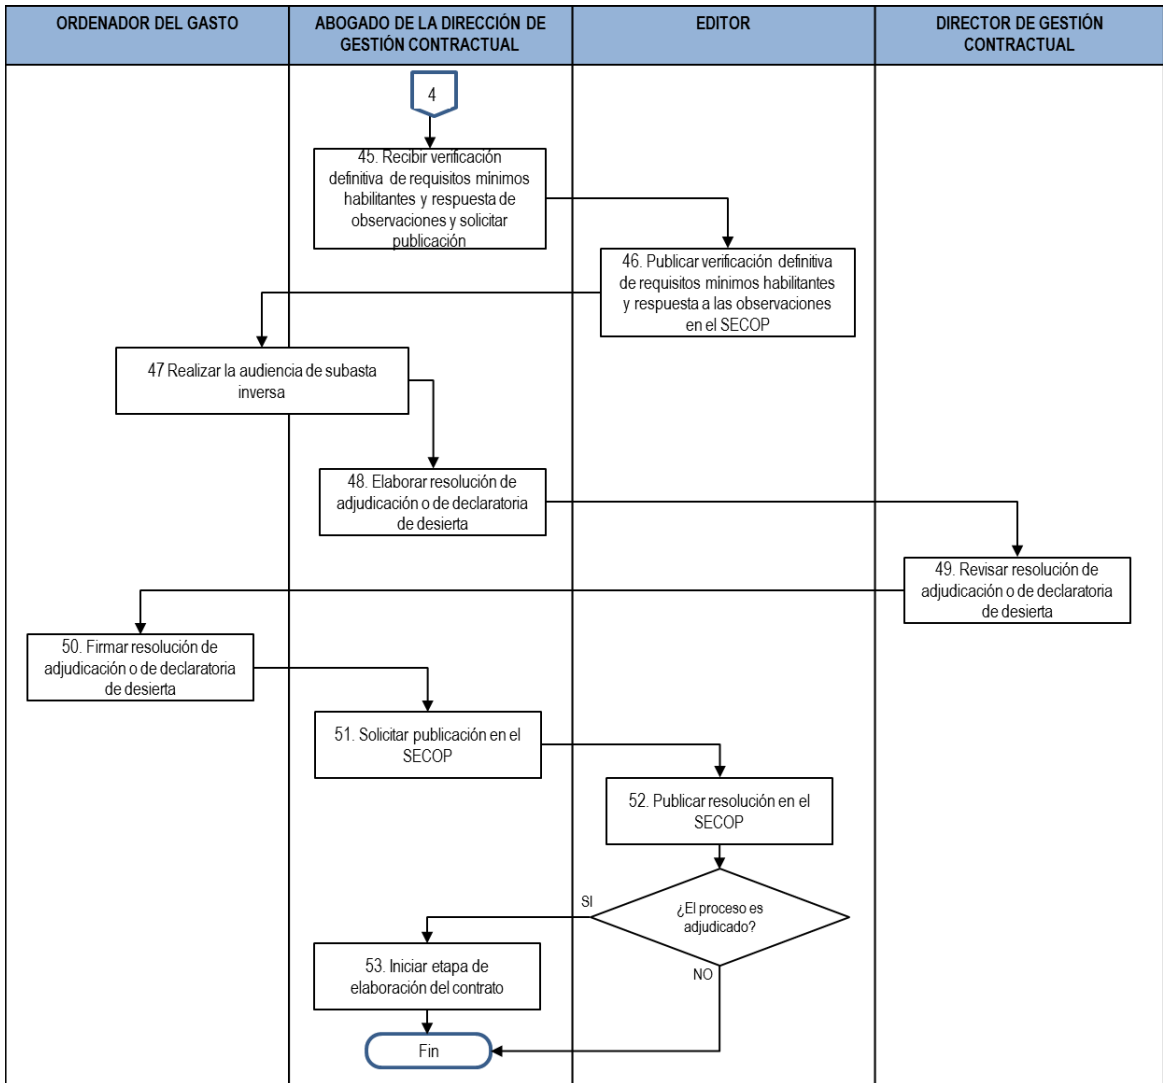 ORDENADOR DEL GASTO
ABOGADO DE LA DIRECCIÓN DE
GESTIÓN CONTRACTUAL
EDITOR
DIRECTOR DE GESTIÓN
CONTRACTUAL
4
45. Recibir verificación
definitiva de requisitos mínimos
habilitantes y respuesta de
observaciones y solicitar
publicación
46. Publicar verificación definitiva
de requisitos mínimos habilitantes
y respuesta a las observaciones
en el SECOP
47 Realizar la audiencia de subasta
inversa
48. Elaborar resolución de
adjudicación o de declaratoria
de desierta
49. Revisar resolución de
adjudicación o de declaratoria
de desierta
50. Firmar resolución de
adjudicación o de declaratoria
de desierta
51. Solicitar publicación en el
SECOP
52. Publicar resolución en el
SECOP
¿El proceso es
adjudicado?
SI
NO
53. Iniciar etapa de
elaboración del contrato
Fin